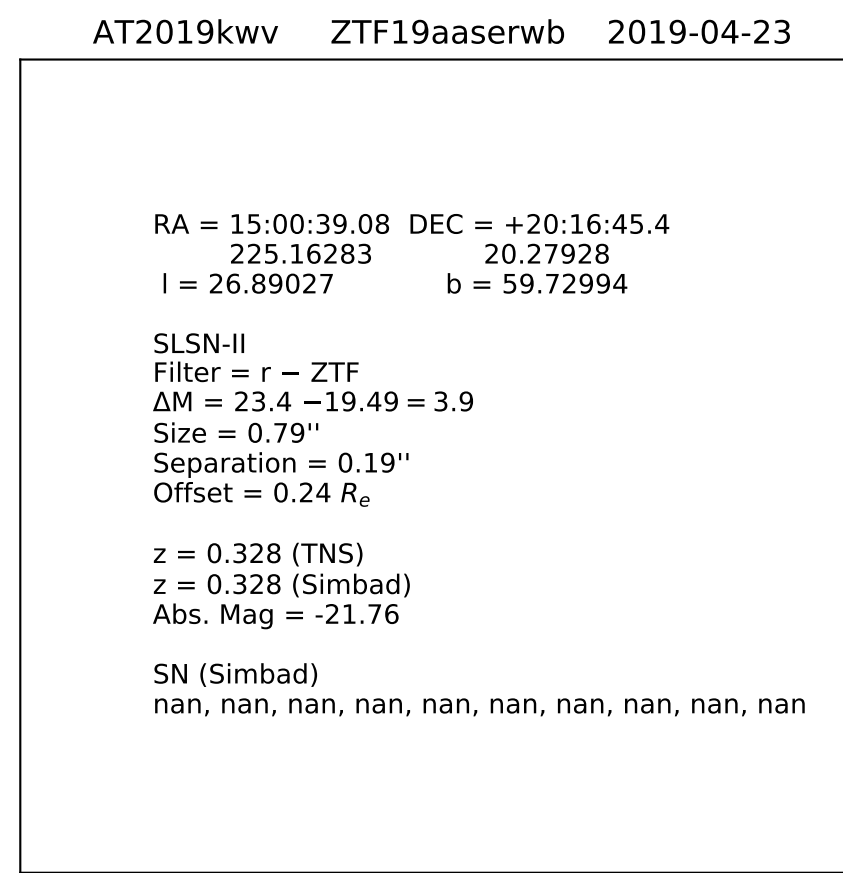 AT2019kwv ZTF19aaserwb 2019-04-23
RA = 15:00:39.08 DEC = +20:16:45.4
225.16283 20.27928
l = 26.89027 b = 59.72994
SLSN-II
Filter = r − ZTF
ΔM = 23.4 −19.49 = 3.9
Size = 0.79''
Separation = 0.19''
Offset = 0.24 Rₑ
z = 0.328 (TNS)
z = 0.328 (Simbad)
Abs. Mag = -21.76
SN (Simbad)
nan, nan, nan, nan, nan, nan, nan, nan, nan, nan